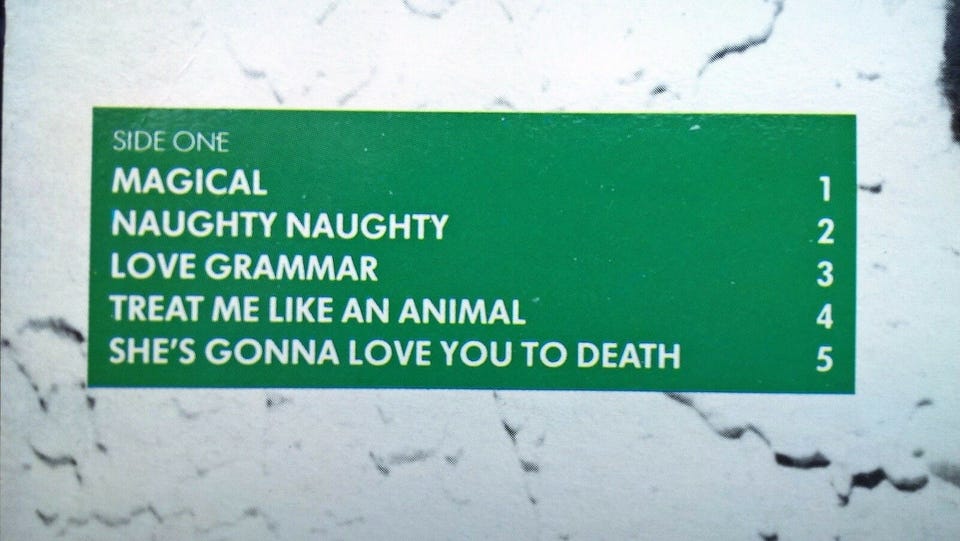 SIDE ONE
MAGICAL 1
NAUGHTY NAUGHTY 2
LOVE GRAMMAR 3
TREAT ME LIKE AN ANIMAL 4
SHE'S GONNA LOVE YOU TO DEATH 5